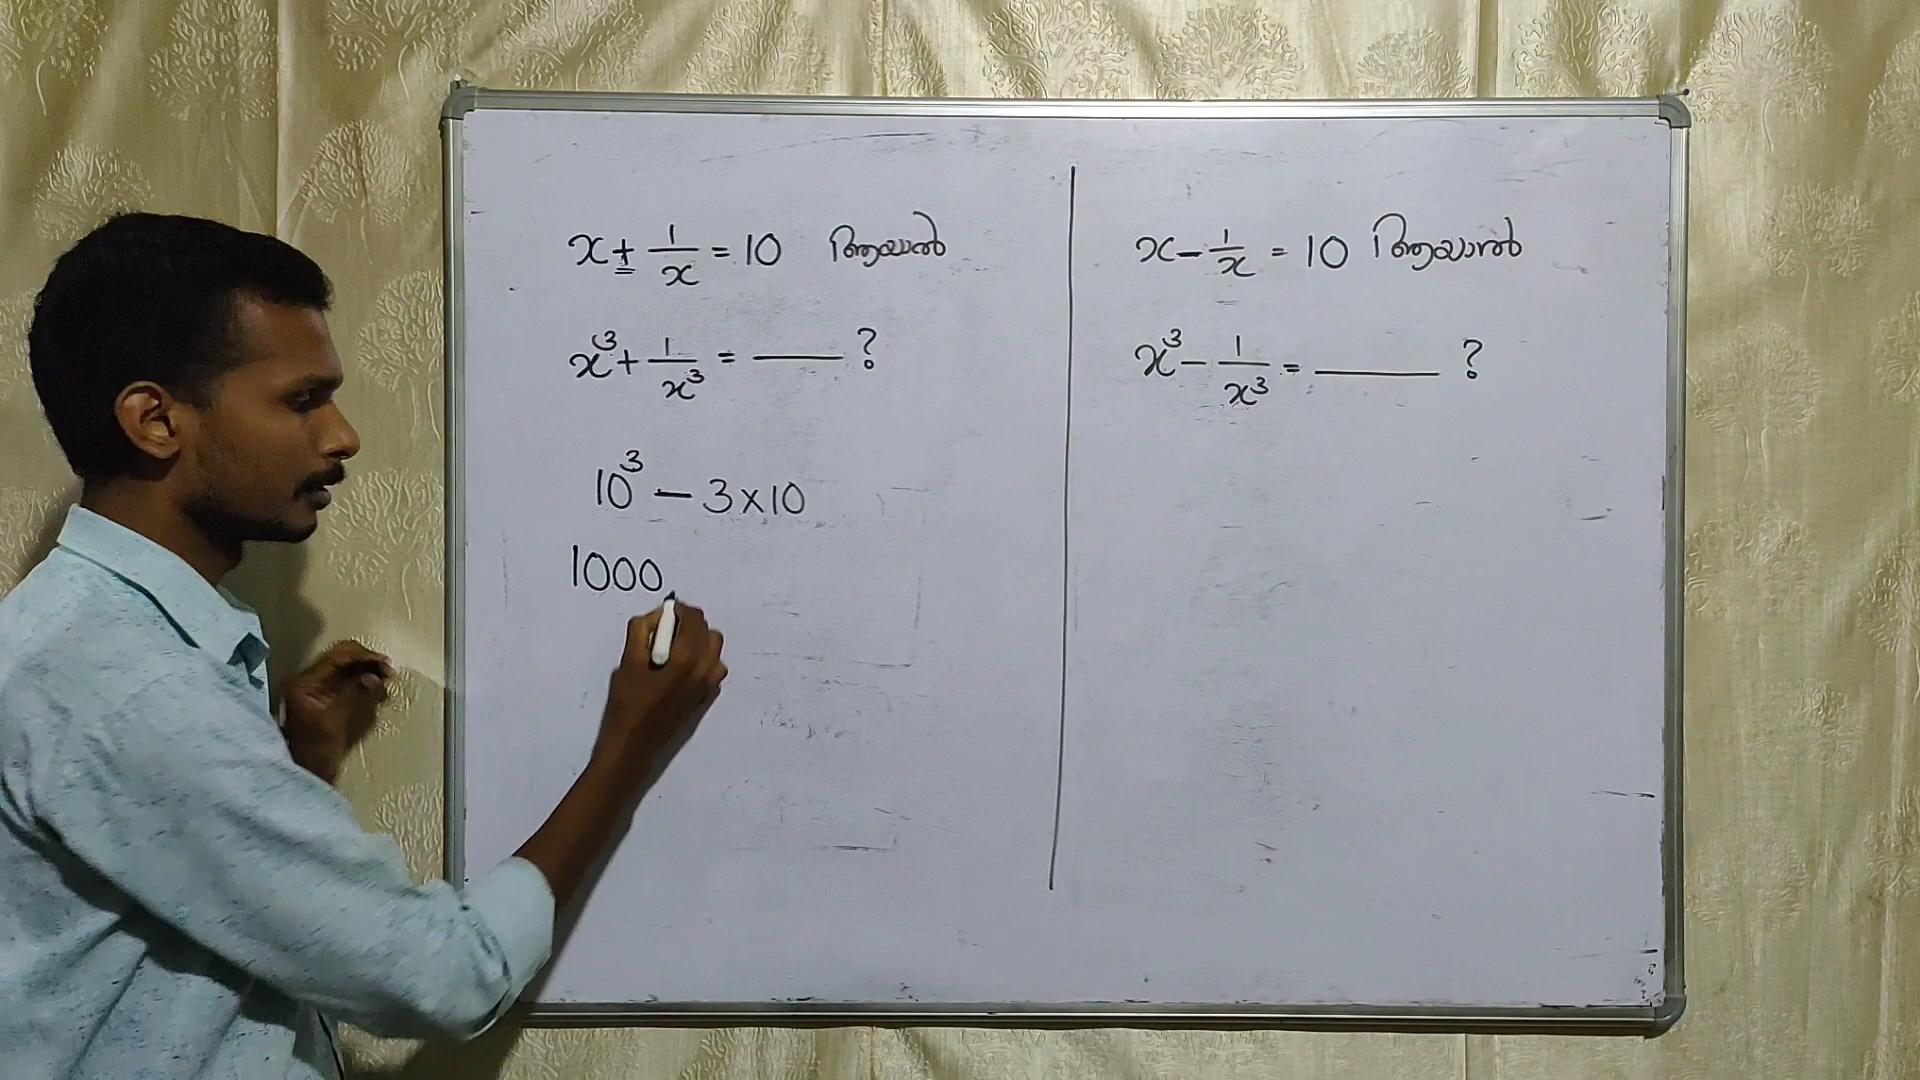 x + 1/x = 10 ആയാൽ
x³ + 1/x³ = ____ ?
10³ - 3×10
1000
x - 1/x = 10 ആയാൽ
x³ - 1/x³ = ____ ?